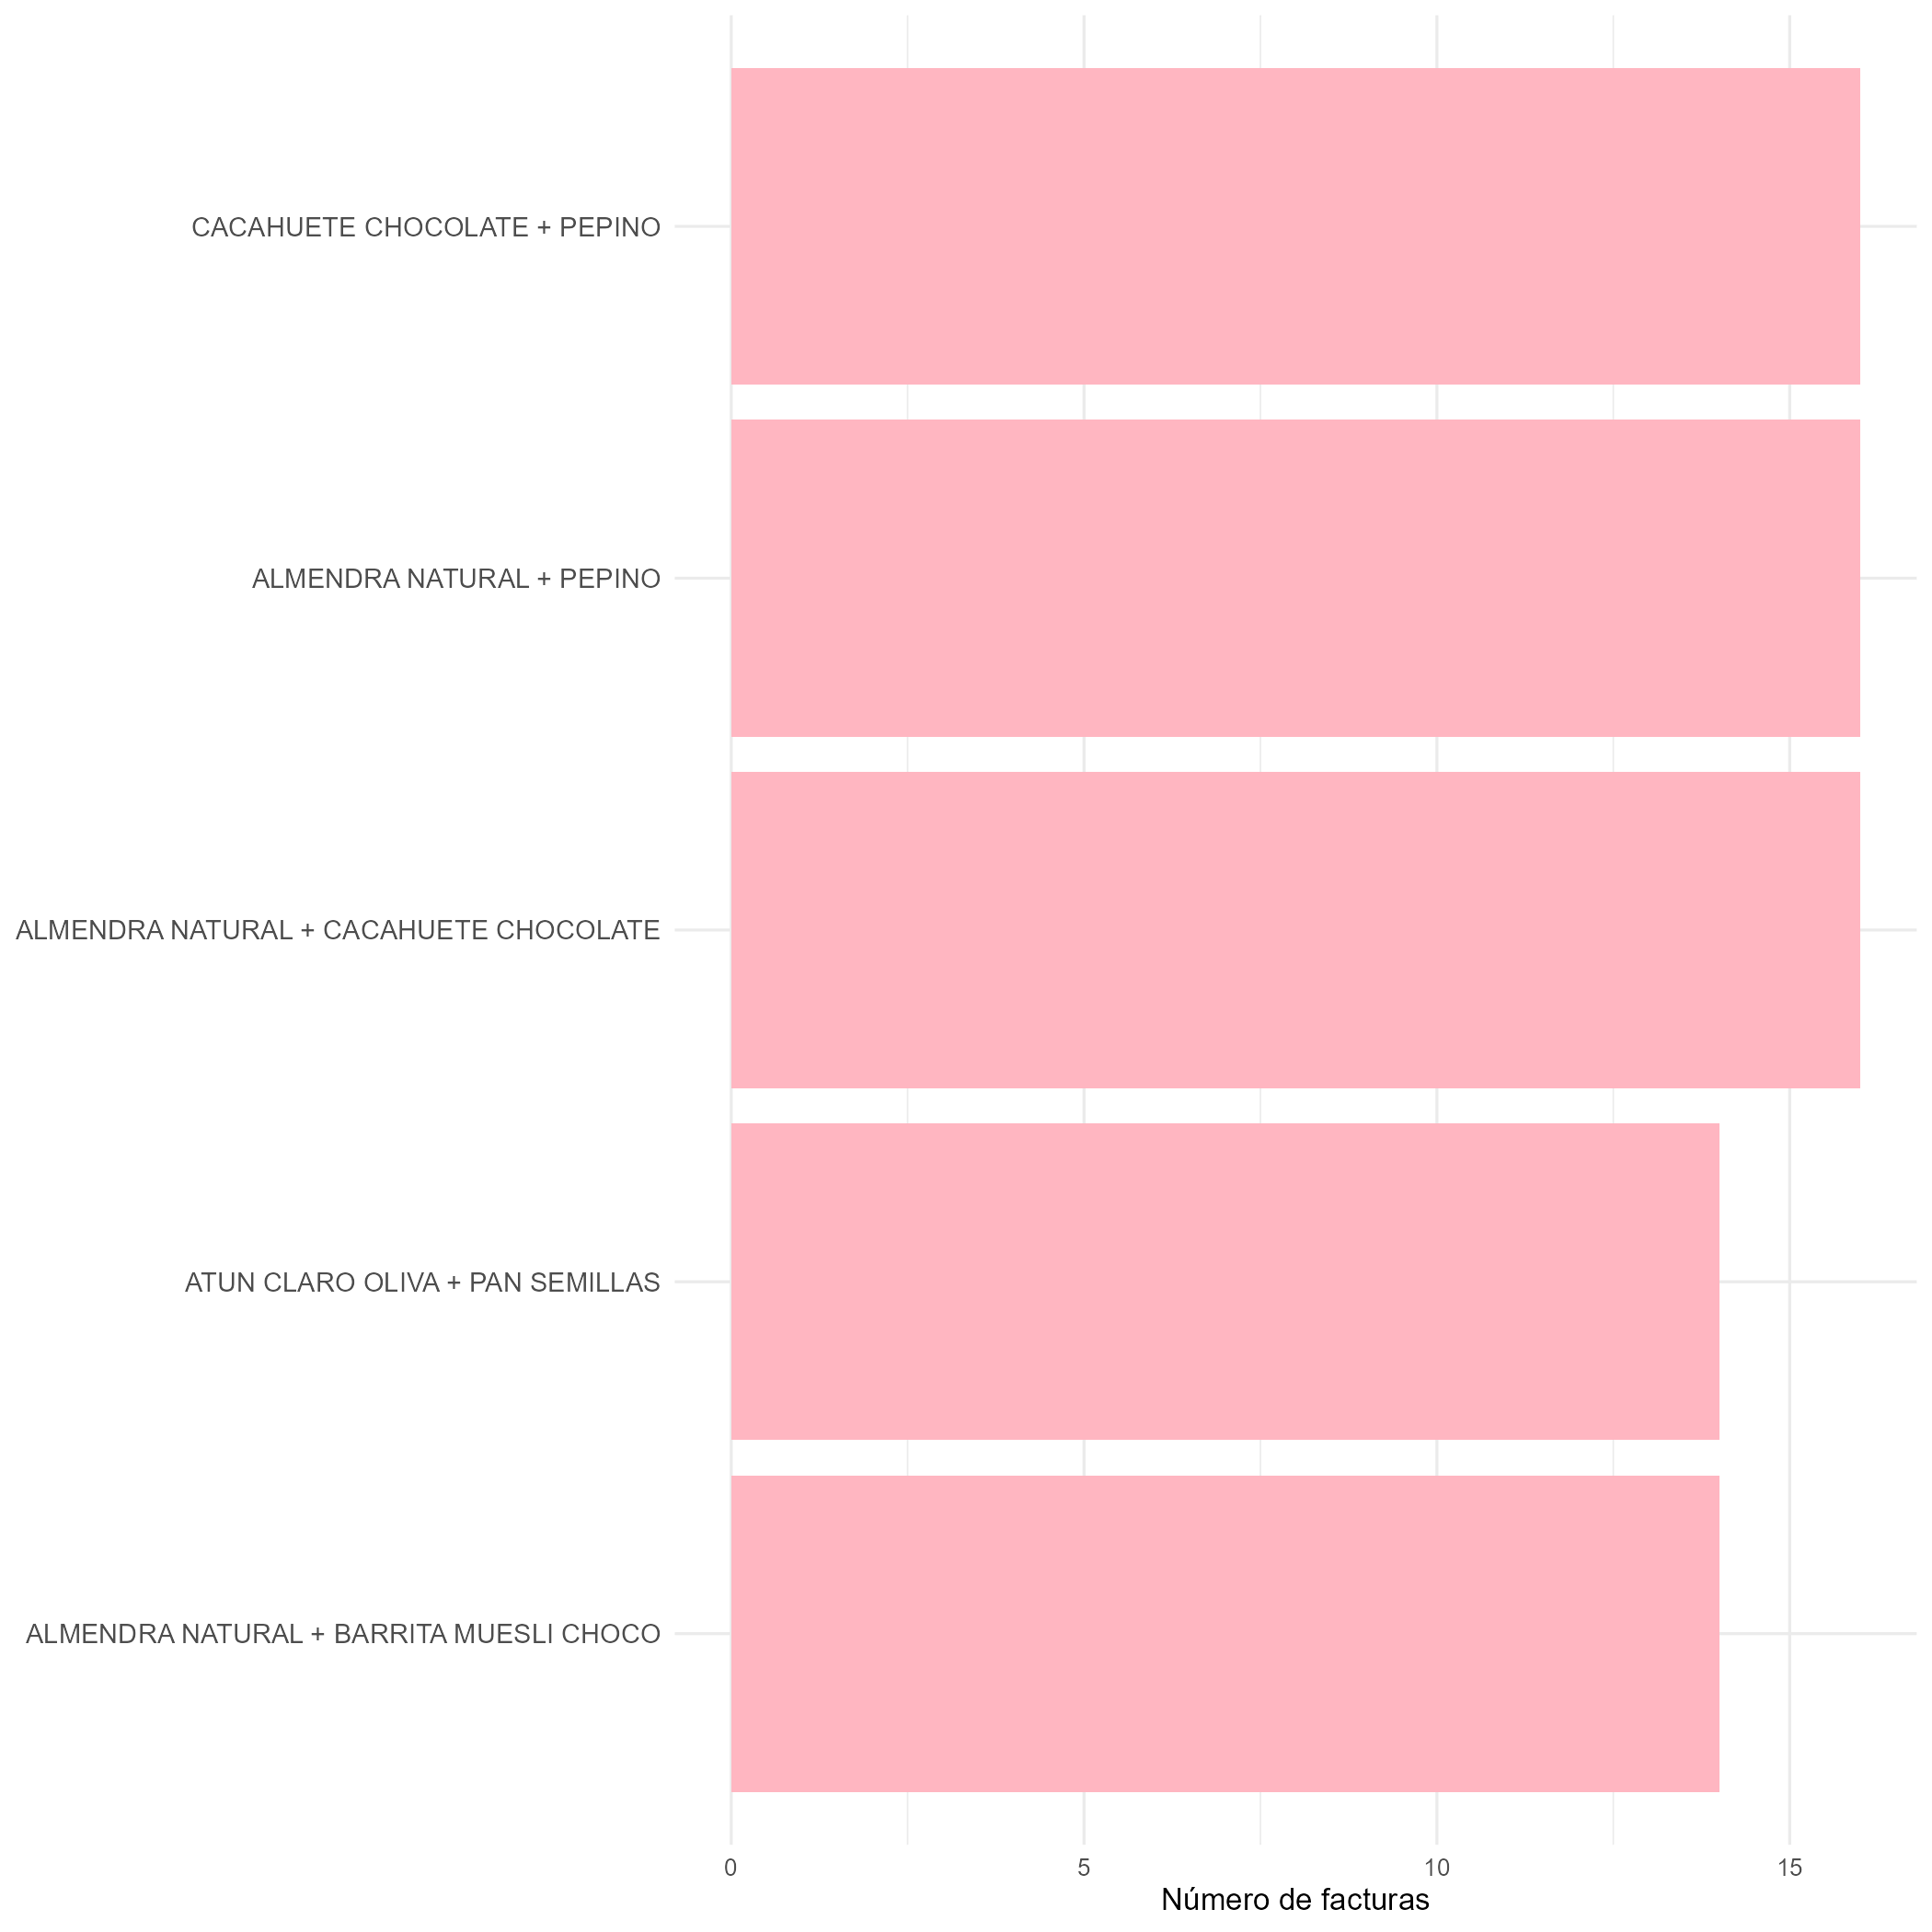 CACAHUETE CHOCOLATE + PEPINO
ALMENDRA NATURAL + PEPINO
ALMENDRA NATURAL + CACAHUETE CHOCOLATE
ATUN CLARO OLIVA + PAN SEMILLAS
ALMENDRA NATURAL + BARRITA MUESLI CHOCO
0 5 10 15
Número de facturas